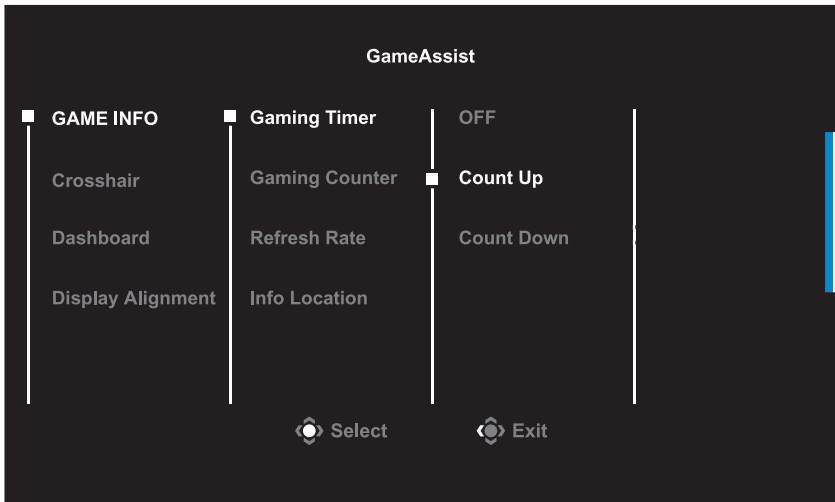 GameAssist
GAME INFO Gaming Timer OFF
Crosshair Gaming Counter Count Up
Dashboard Refresh Rate Count Down
Display Alignment Info Location
Select Exit